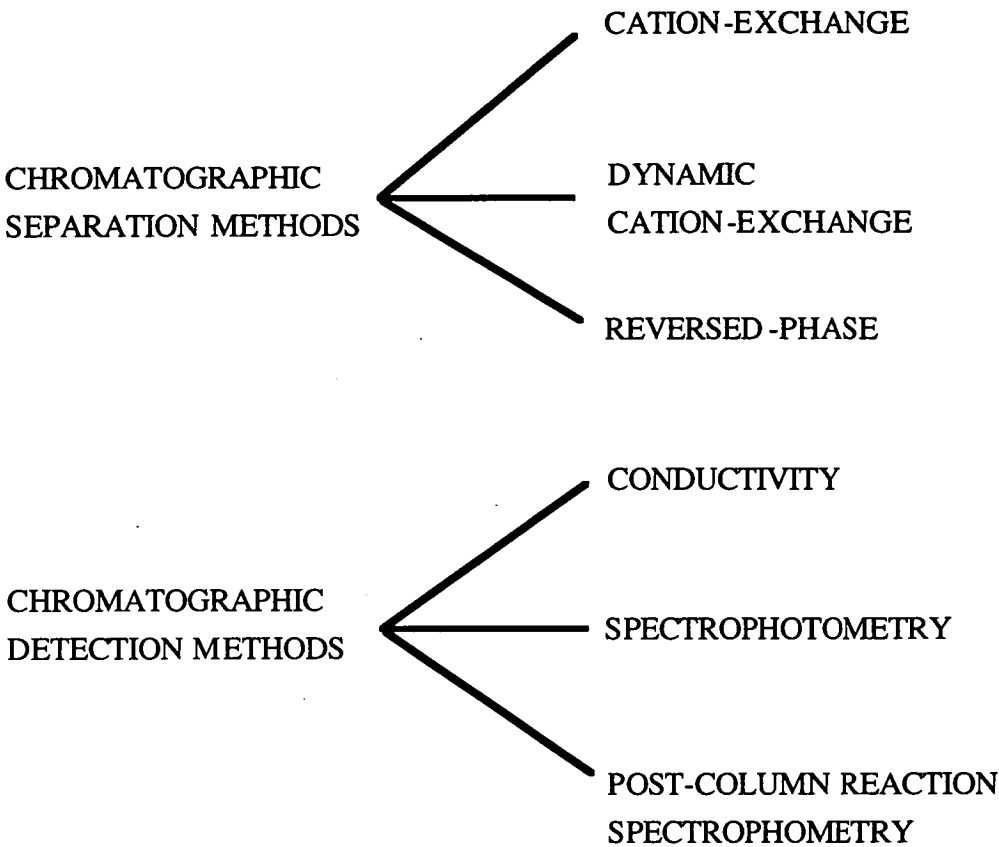 CHROMATOGRAPHIC
SEPARATION METHODS
CATION-EXCHANGE
DYNAMIC
CATION-EXCHANGE
REVERSED-PHASE
CHROMATOGRAPHIC
DETECTION METHODS
CONDUCTIVITY
SPECTROPHOTOMETRY
POST-COLUMN REACTION
SPECTROPHOMETRY